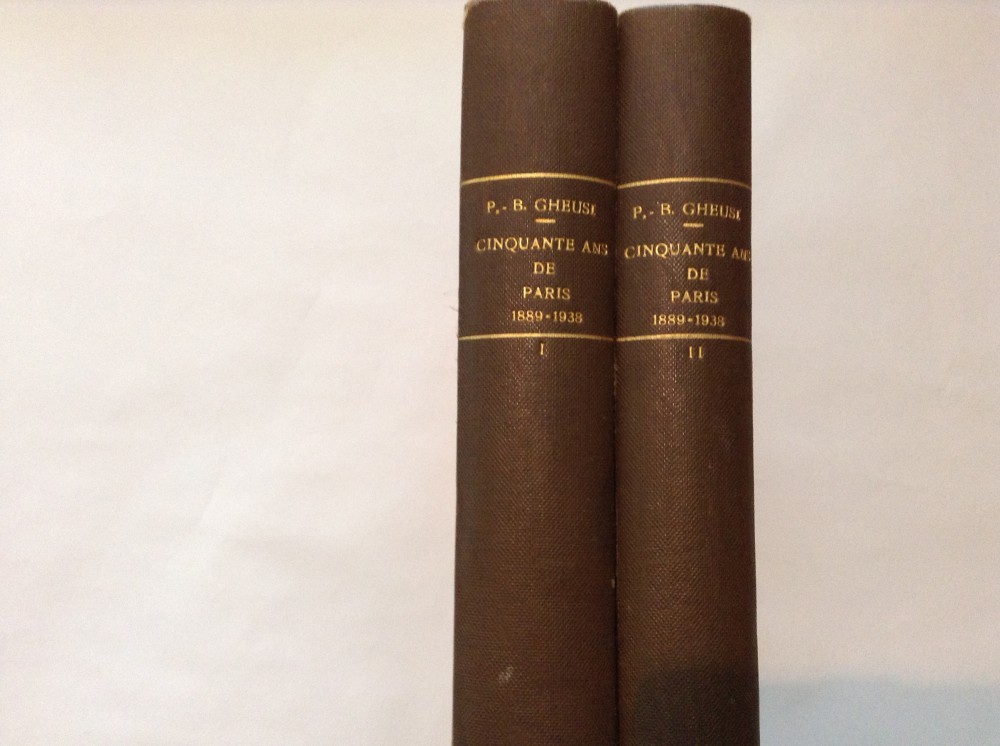 P.-B. GHEUSI
CINQUANTE ANS
DE
PARIS
1889-1938
I
P.-B. GHEUSI
CINQUANTE ANS
DE
PARIS
1889-1938
II